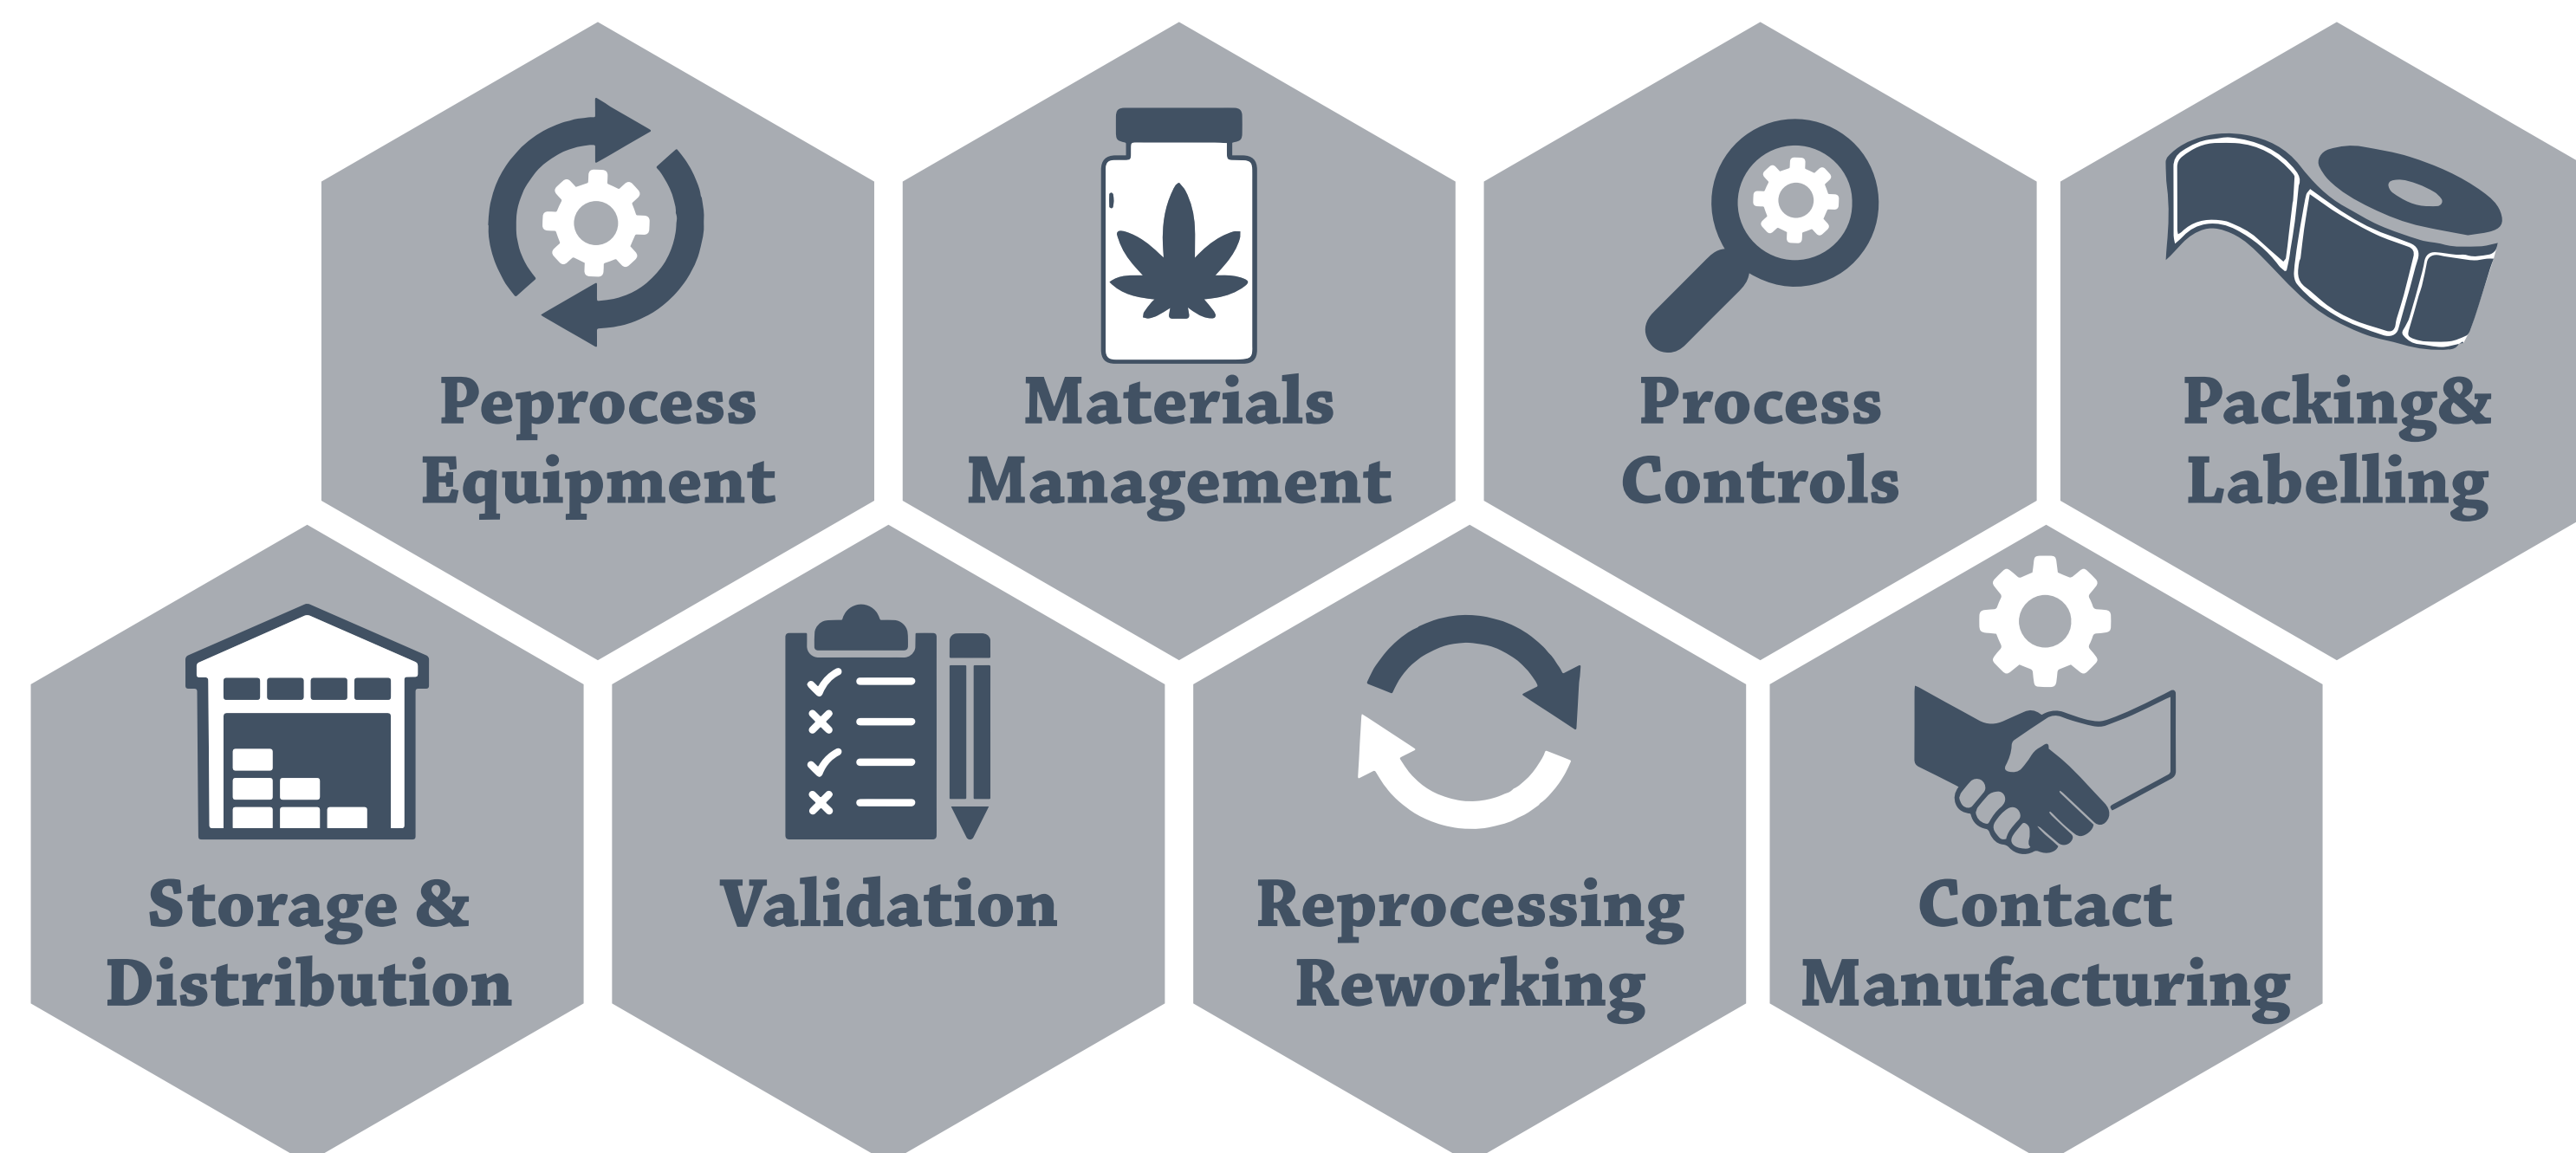 Peprocess
Equipment
Materials
Management
Process
Controls
Packing&
Labelling
Storage &
Distribution
Validation
Reprocessing
Reworking
Contact
Manufacturing